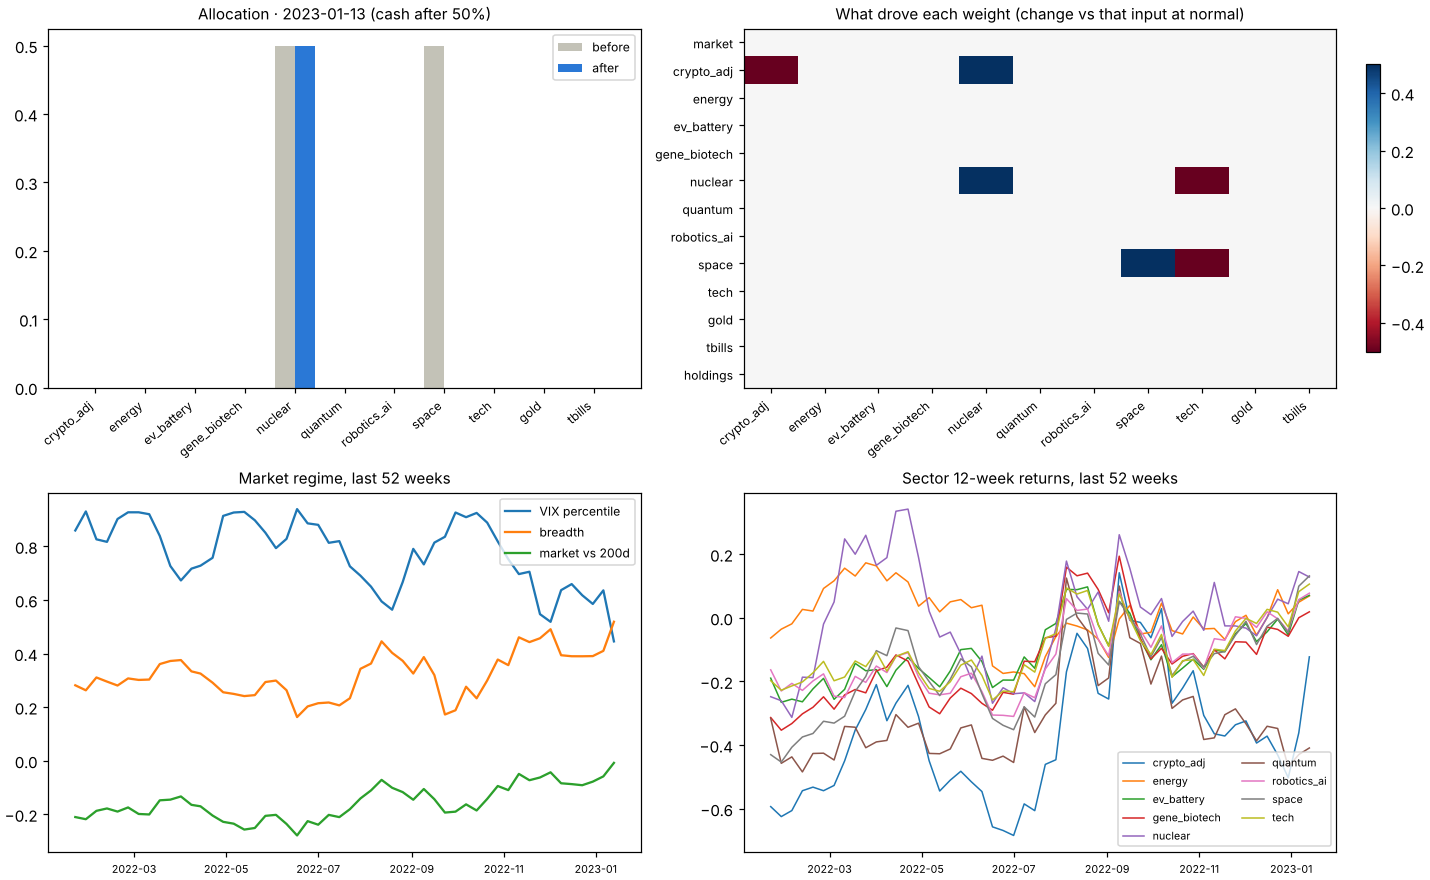 Allocation · 2023-01-13 (cash after 50%)
before
after
0.5
0.4
0.3
0.2
0.1
0.0
crypto_adj
energy
ev_battery
gene_biotech
nuclear
quantum
robotics_ai
space
tech
gold
tbills
What drove each weight (change vs that input at normal)
market
crypto_adj
energy
ev_battery
gene_biotech
nuclear
quantum
robotics_ai
space
tech
gold
tbills
holdings
crypto_adj
energy
ev_battery
gene_biotech
nuclear
quantum
robotics_ai
space
tech
gold
tbills
0.4
0.2
0.0
−0.2
−0.4
Market regime, last 52 weeks
VIX percentile
breadth
market vs 200d
0.8
0.6
0.4
0.2
0.0
−0.2
2022-03
2022-05
2022-07
2022-09
2022-11
2023-01
Sector 12-week returns, last 52 weeks
0.2
0.0
−0.2
−0.4
−0.6
crypto_adj
energy
ev_battery
gene_biotech
nuclear
quantum
robotics_ai
space
tech
2022-03
2022-05
2022-07
2022-09
2022-11
2023-01